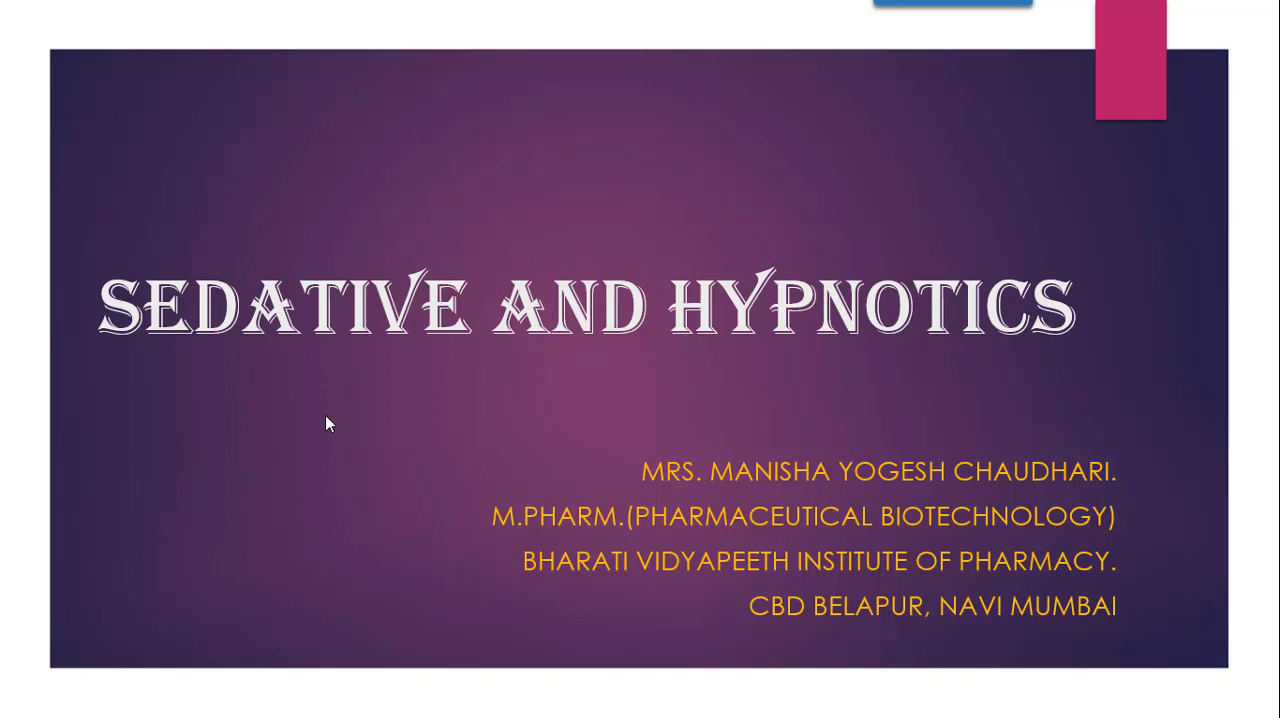 SEDATIVE AND HYPNOTICS
MRS. MANISHA YOGESH CHAUDHARI.
M.PHARM.(PHARMACEUTICAL BIOTECHNOLOGY)
BHARATI VIDYAPEETH INSTITUTE OF PHARMACY.
CBD BELAPUR, NAVI MUMBAI